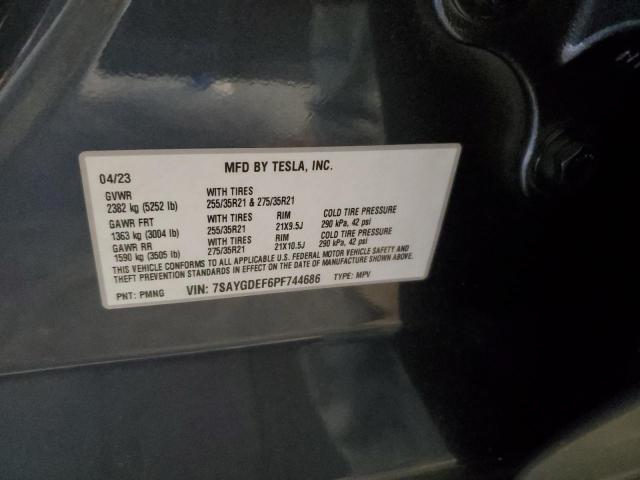 MFD BY TESLA, INC.
04/23
GVWR WITH TIRES
2382 kg (5252 lb) 255/35R21 & 275/35R21
GAWR FRT WITH TIRES RIM COLD TIRE PRESSURE
1363 kg (3004 lb) 255/35R21 21X9.5J 290 kPa, 42 psi
GAWR RR WITH TIRES RIM COLD TIRE PRESSURE
1590 kg (3505 lb) 275/35R21 21X10.5J 290 kPa, 42 psi
THIS VEHICLE CONFORMS TO ALL APPLICABLE U.S. FEDERAL MOTOR VEHICLE SAFETY AND
THEFT PREVENTION STANDARDS IN EFFECT ON THE DATE OF MANUFACTURE SHOWN ABOVE.
PNT: PMNG VIN: 7SAYGDEF6PF744686 TYPE: MPV